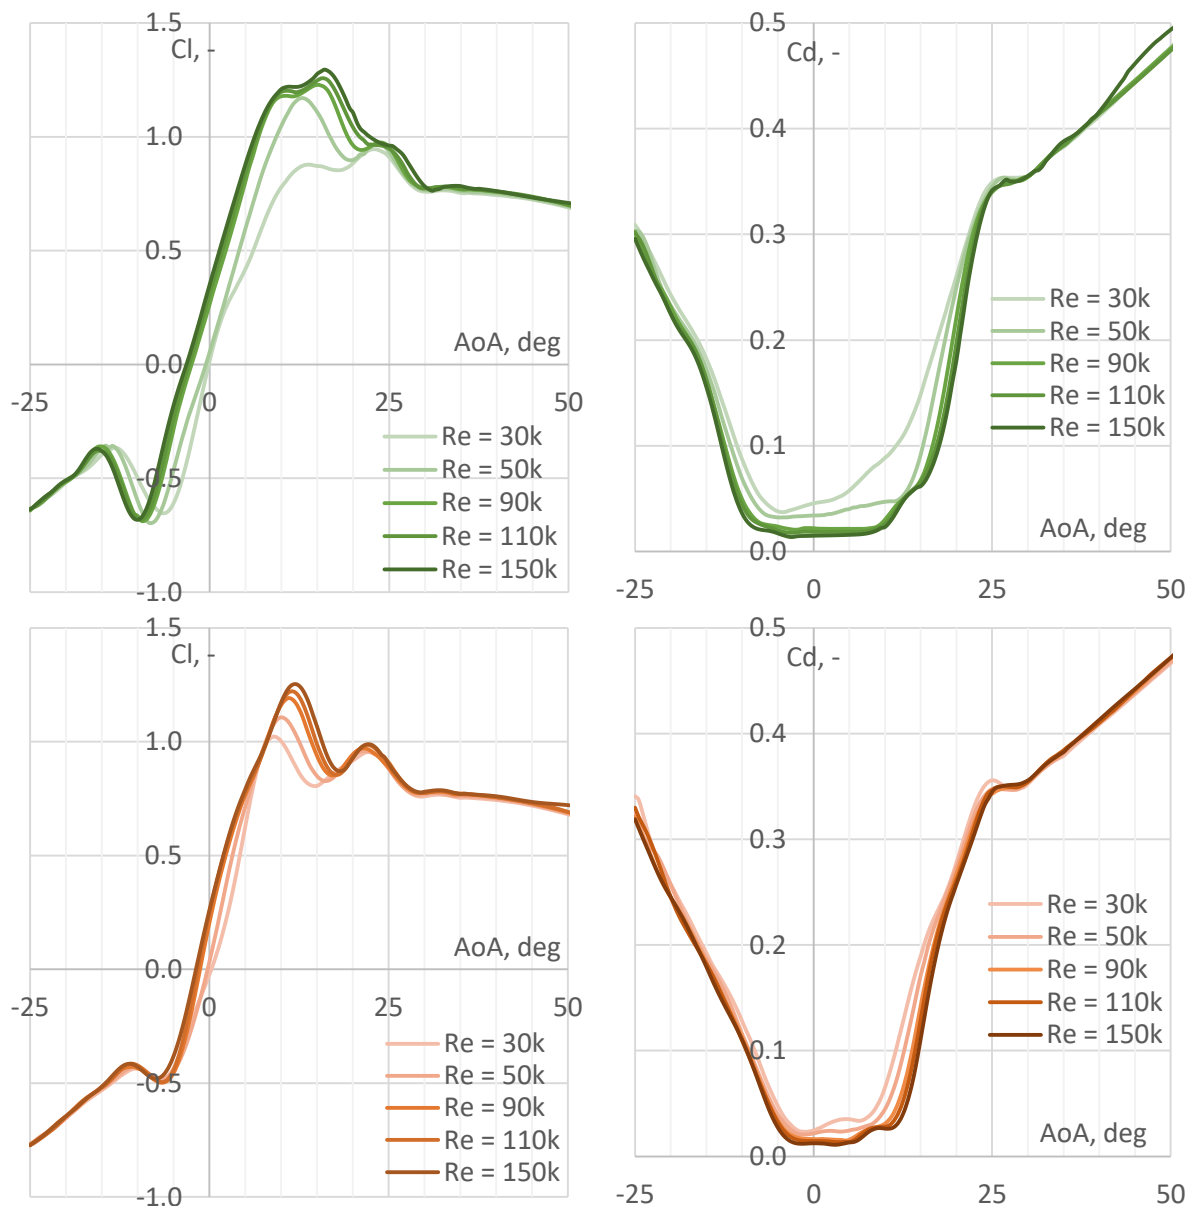 1.5
Cl, -
1.0
0.5
AoA, deg
0.0
-25
0
25
50
Re = 30k
Re = 50k
Re = 90k
Re = 110k
Re = 150k
-0.5
-1.0
0.5
Cd, -
0.4
0.3
Re = 30k
Re = 50k
Re = 90k
Re = 110k
Re = 150k
0.2
0.1
AoA, deg
0.0
-25
0
25
50
1.5
Cl, -
1.0
0.5
AoA, deg
0.0
-25
0
25
50
Re = 30k
Re = 50k
Re = 90k
Re = 110k
Re = 150k
-0.5
-1.0
0.5
Cd, -
0.4
0.3
Re = 30k
Re = 50k
Re = 90k
Re = 110k
Re = 150k
0.2
0.1
AoA, deg
0.0
-25
0
25
50